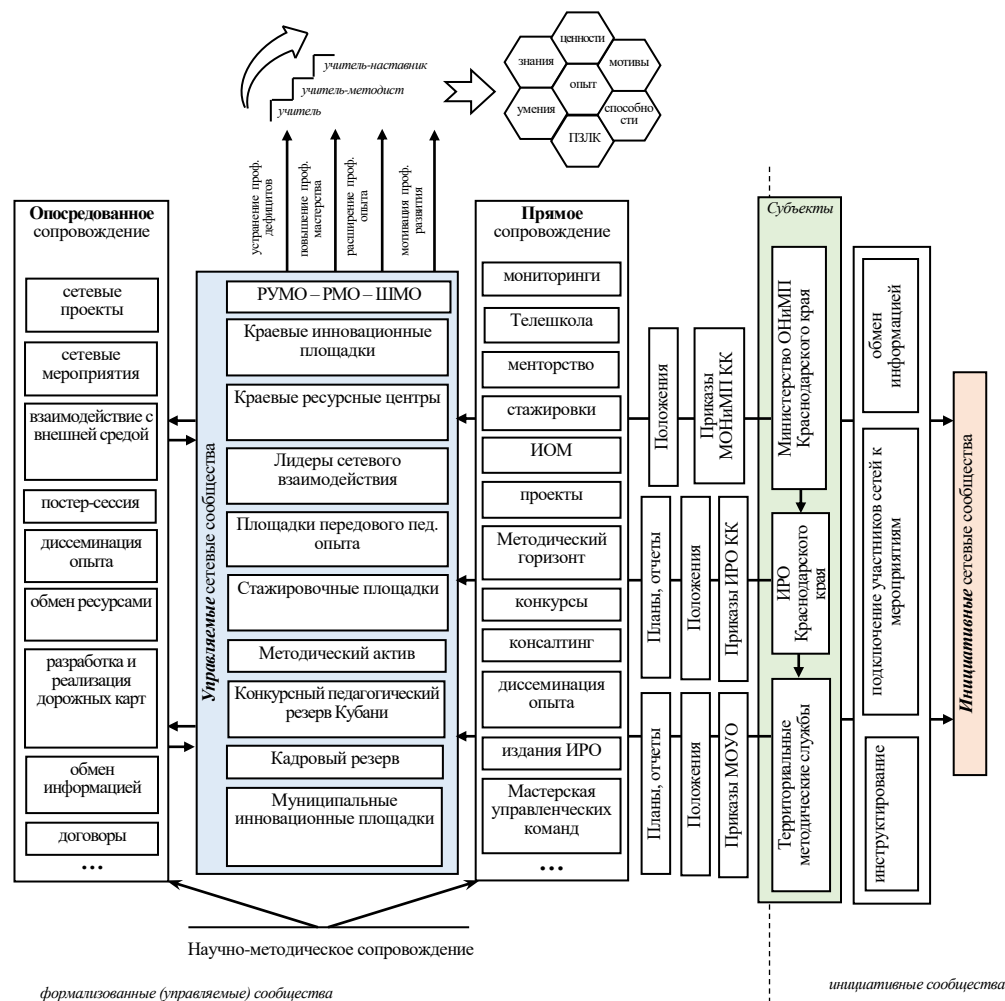 ценности
знания
мотивы
опыт
умения
способно
сти
ПЗЛК
учитель-наставник
учитель-методист
учитель
устранение проф.
дефицитов
повышение проф.
мастерства
расширение проф.
опыта
мотивация проф.
развития
Опосредованное
сопровождение
сетевые
проекты
сетевые
мероприятия
взаимодействие с
внешней средой
постер-сессия
диссеминация
опыта
обмен ресурсами
разработка и
реализация
дорожных карт
обмен
информацией
договоры
...
Управляемые сетевые сообщества
РУМО – РМО – ШМО
Краевые инновационные
площадки
Краевые ресурсные центры
Лидеры сетевого
взаимодействия
Площадки передового пед.
опыта
Стажировочные площадки
Методический актив
Конкурсный педагогический
резерв Кубани
Кадровый резерв
Муниципальные
инновационные площадки
Прямое
сопровождение
мониторинги
Телешкола
менторство
стажировки
ИОМ
проекты
Методический
горизонт
конкурсы
консалтинг
диссеминация
опыта
издания ИРО
Мастерская
управленческих
команд
...
Положения
Приказы
МОНиМП КК
Планы, отчеты
Положения
Приказы ИРО КК
Планы, отчеты
Положения
Приказы МОУО
Субъекты
Министерство ОНиМП
Краснодарского края
ИРО
Краснодарского
края
Территориальные
методические службы
обмен
информацией
подключение участников сетей к
мероприятиям
инструктирование
Инициативные сетевые сообщества
Научно-методическое сопровождение
формализованные (управляемые) сообщества
инициативные сообщества